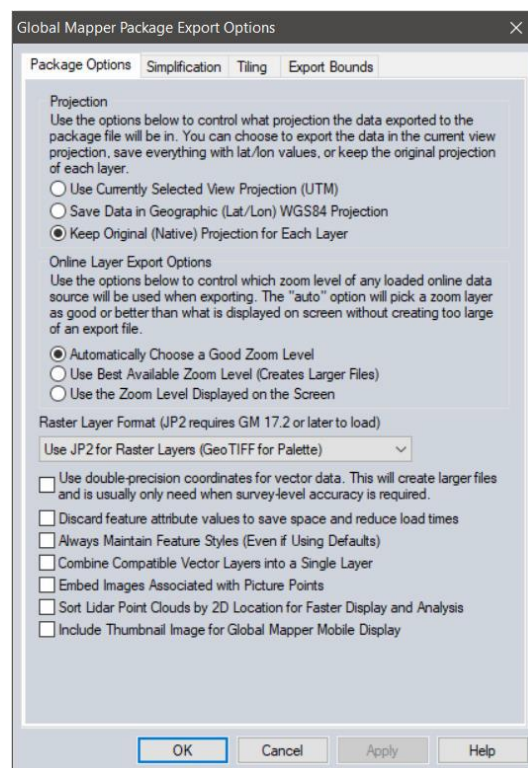 Global Mapper Package Export Options
Package Options Simplification Tiling Export Bounds
Projection
Use the options below to control what projection the data exported to the
package file will be in. You can choose to export the data in the current view
projection, save everything with lat/lon values, or keep the original projection
of each layer.
Use Currently Selected View Projection (UTM)
Save Data in Geographic (Lat/Lon) WGS84 Projection
Keep Original (Native) Projection for Each Layer
Online Layer Export Options
Use the options below to control which zoom level of any loaded online data
source will be used when exporting. The "auto" option will pick a zoom layer
as good or better than what is displayed on screen without creating too large
of an export file.
Automatically Choose a Good Zoom Level
Use Best Available Zoom Level (Creates Larger Files)
Use the Zoom Level Displayed on the Screen
Raster Layer Format (JP2 requires GM 17.2 or later to load)
Use JP2 for Raster Layers (GeoTIFF for Palette)
Use double-precision coordinates for vector data. This will create larger files
and is usually only need when survey-level accuracy is required.
Discard feature attribute values to save space and reduce load times
Always Maintain Feature Styles (Even if Using Defaults)
Combine Compatible Vector Layers into a Single Layer
Embed Images Associated with Picture Points
Sort Lidar Point Clouds by 2D Location for Faster Display and Analysis
Include Thumbnail Image for Global Mapper Mobile Display
OK Cancel Apply Help